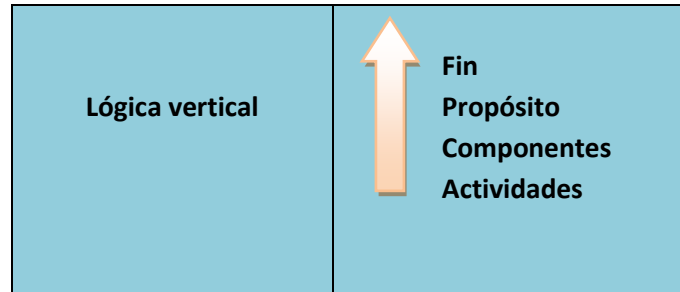 Lógica vertical
Fin
Propósito
Componentes
Actividades